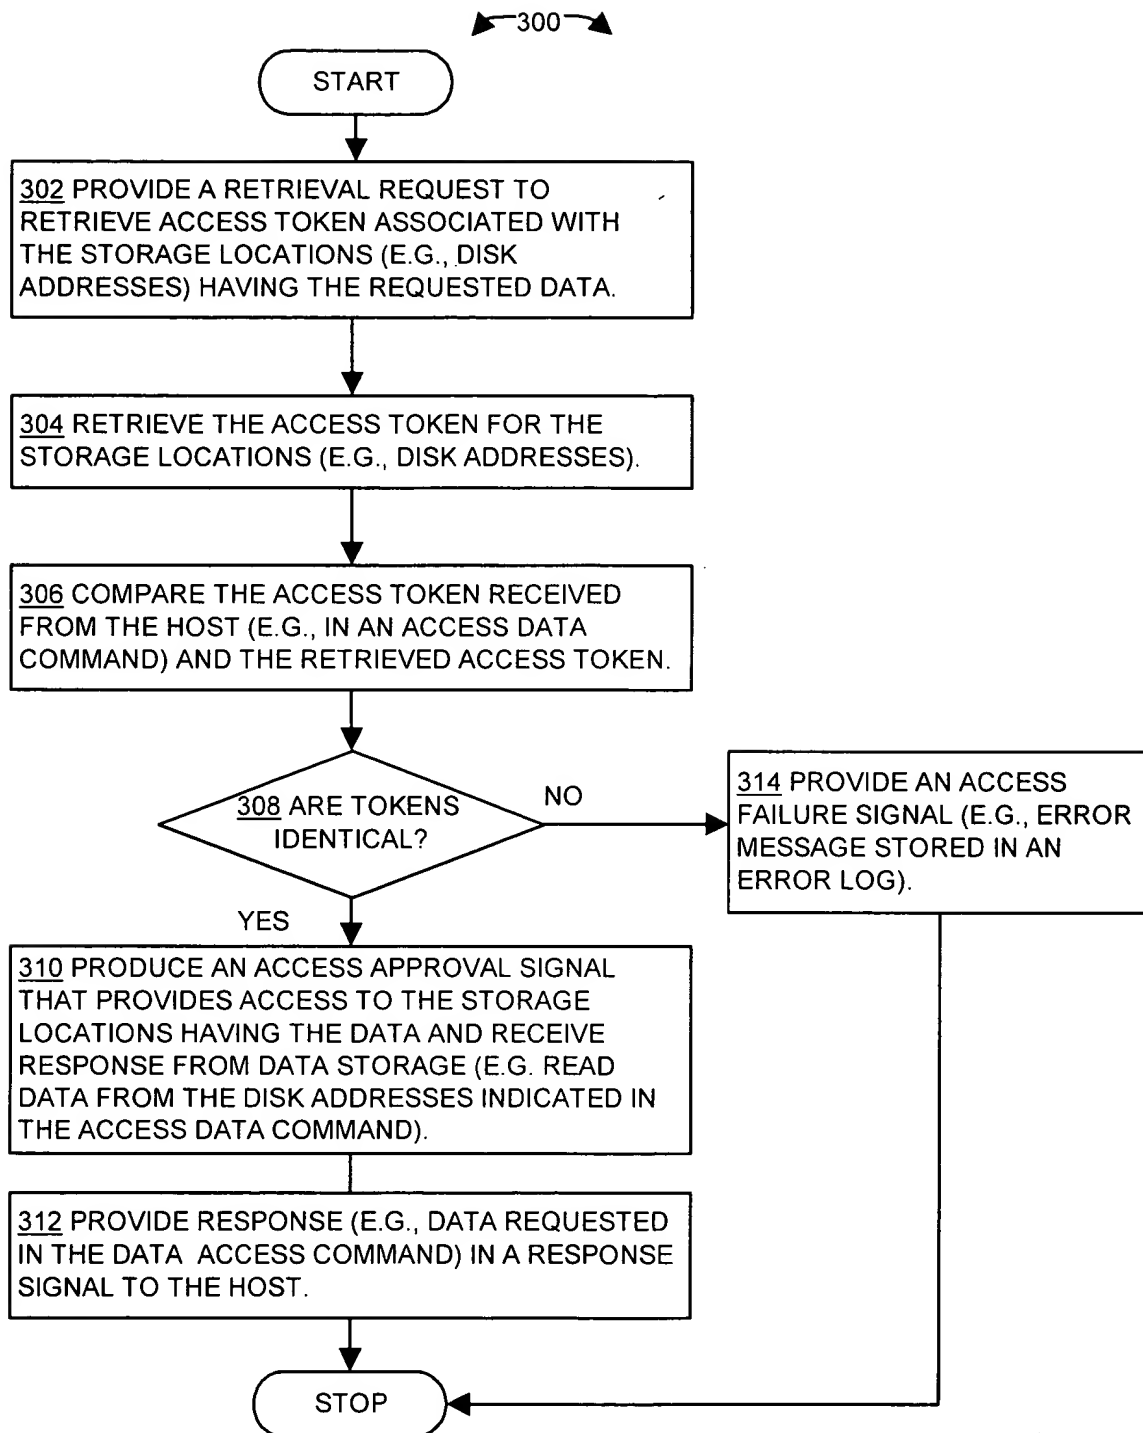 300
START
302 PROVIDE A RETRIEVAL REQUEST TO
RETRIEVE ACCESS TOKEN ASSOCIATED WITH
THE STORAGE LOCATIONS (E.G., DISK
ADDRESSES) HAVING THE REQUESTED DATA.
304 RETRIEVE THE ACCESS TOKEN FOR THE
STORAGE LOCATIONS (E.G., DISK ADDRESSES).
306 COMPARE THE ACCESS TOKEN RECEIVED
FROM THE HOST (E.G., IN AN ACCESS DATA
COMMAND) AND THE RETRIEVED ACCESS TOKEN.
308 ARE TOKENS
IDENTICAL?
NO
314 PROVIDE AN ACCESS
FAILURE SIGNAL (E.G., ERROR
MESSAGE STORED IN AN
ERROR LOG).
YES
310 PRODUCE AN ACCESS APPROVAL SIGNAL
THAT PROVIDES ACCESS TO THE STORAGE
LOCATIONS HAVING THE DATA AND RECEIVE
RESPONSE FROM DATA STORAGE (E.G. READ
DATA FROM THE DISK ADDRESSES INDICATED IN
THE ACCESS DATA COMMAND).
312 PROVIDE RESPONSE (E.G., DATA REQUESTED
IN THE DATA ACCESS COMMAND) IN A RESPONSE
SIGNAL TO THE HOST.
STOP